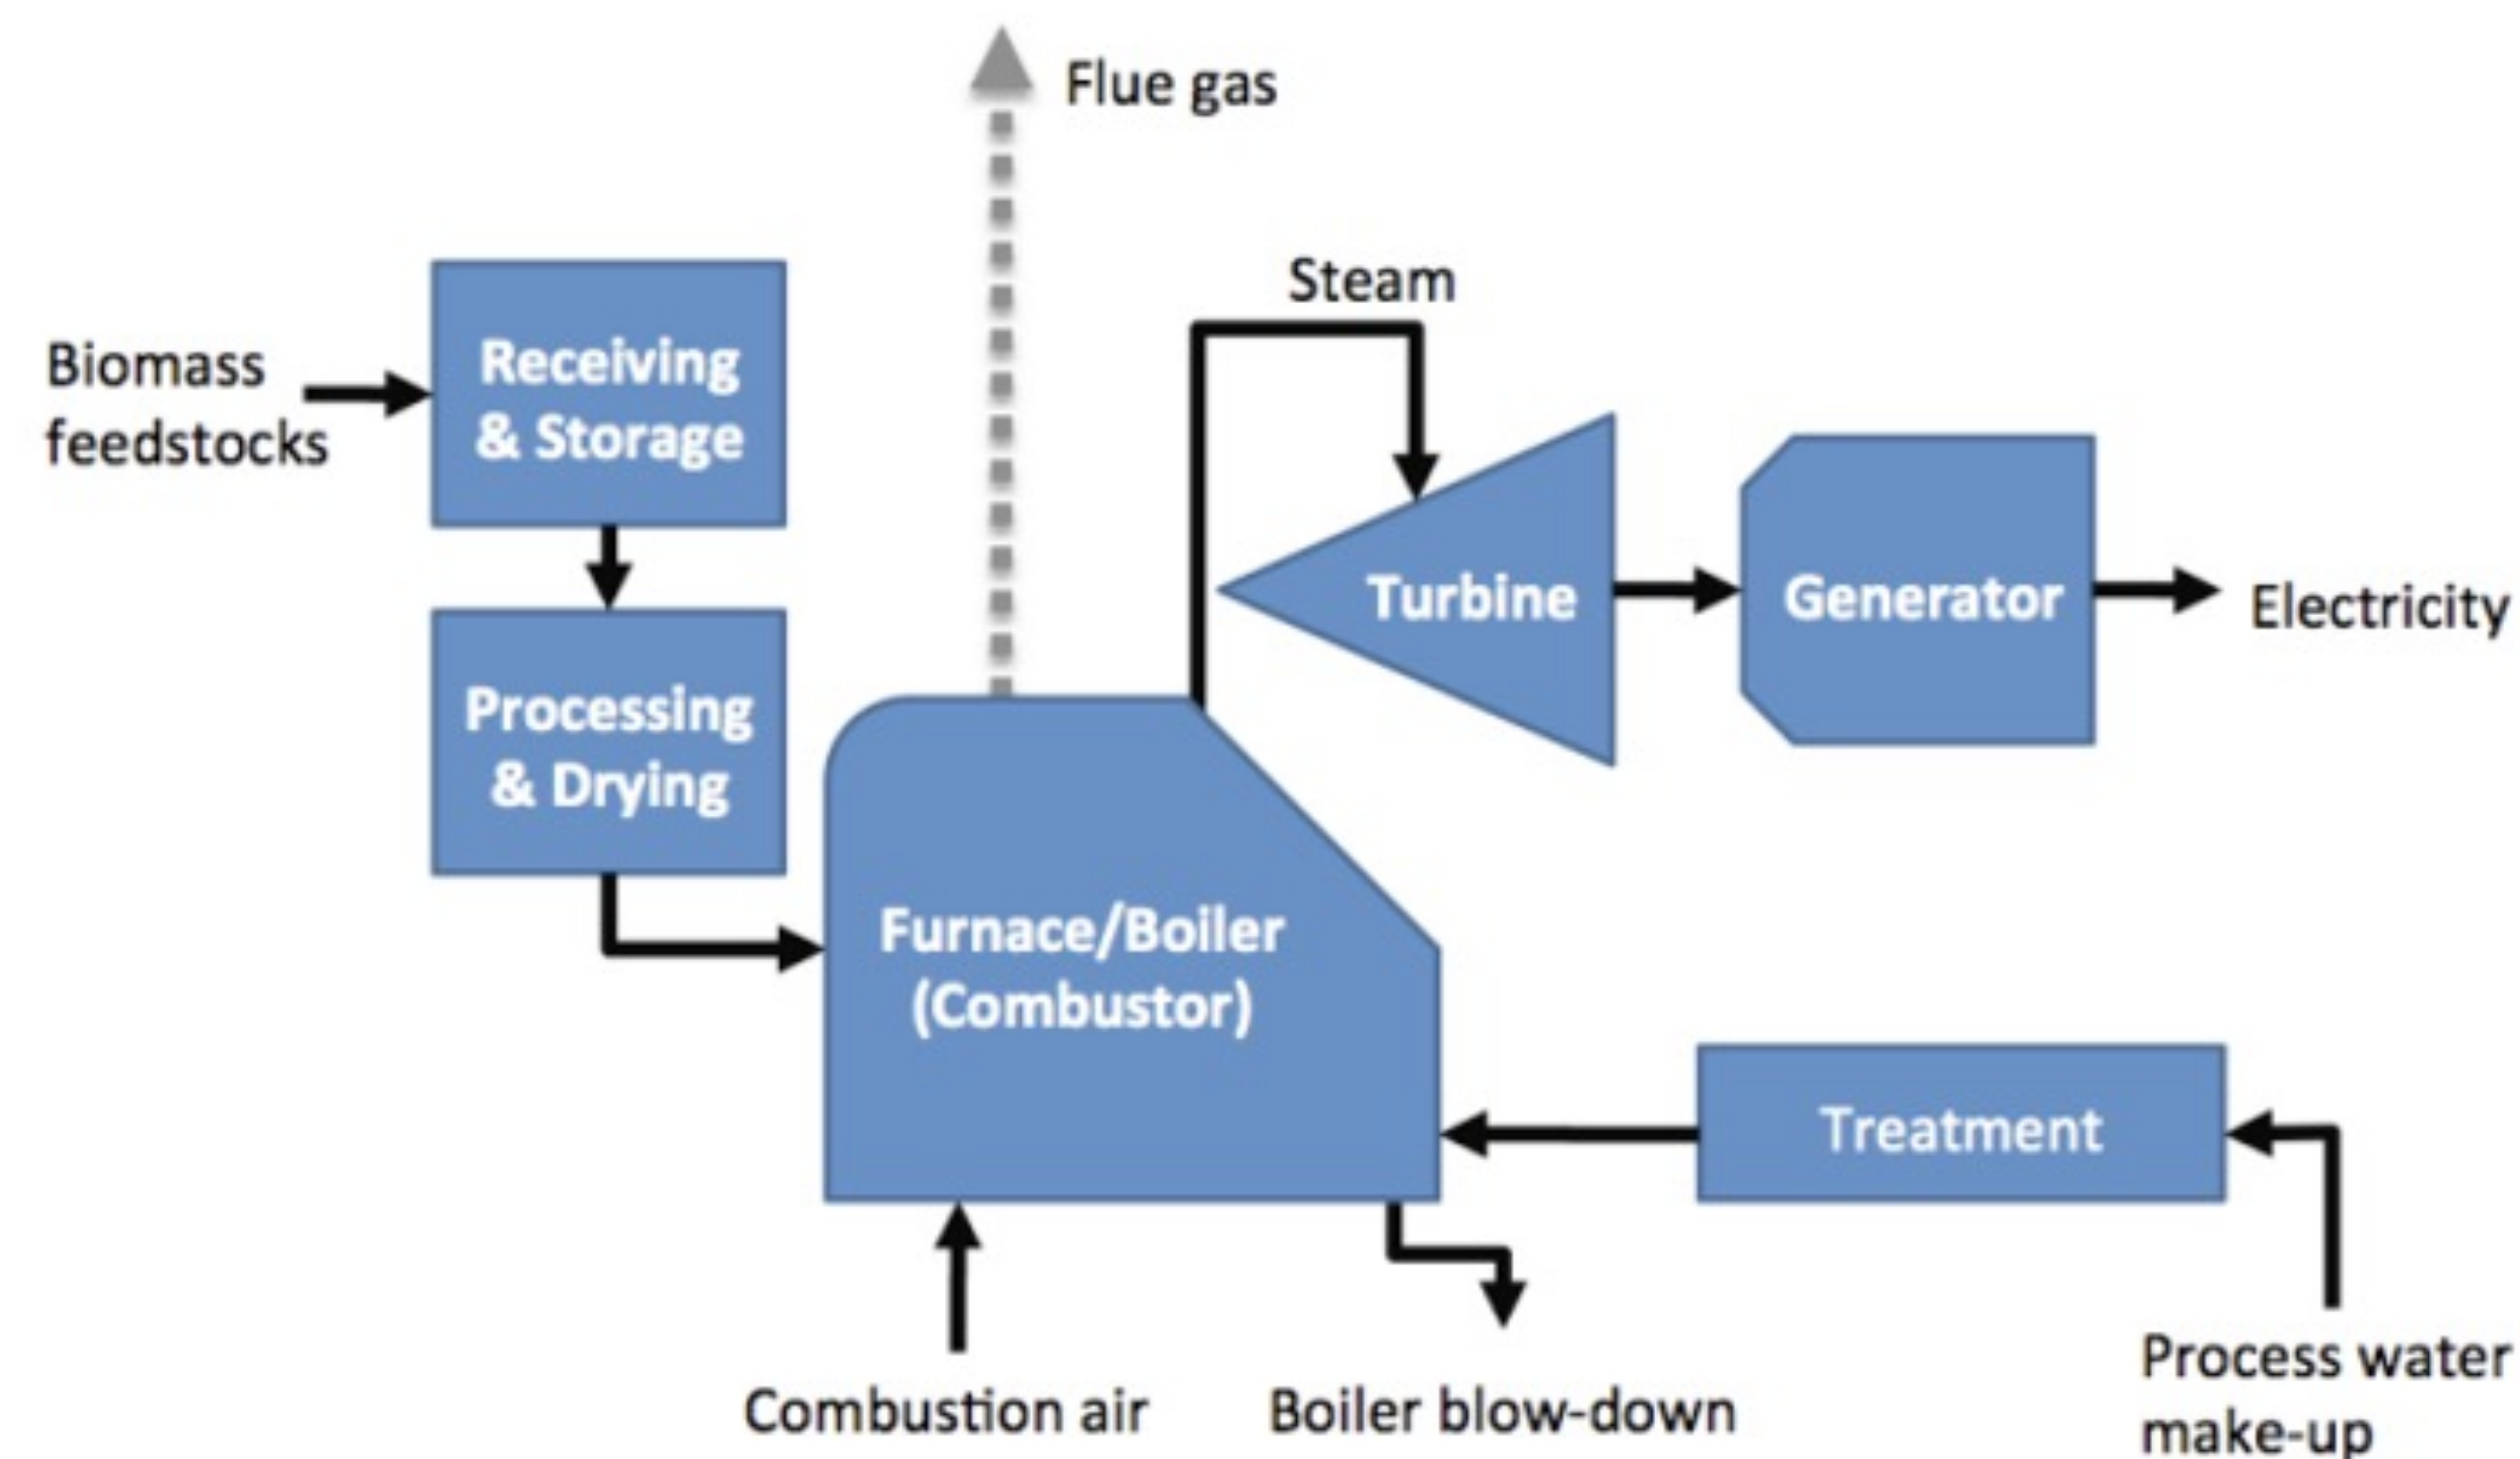 Flue gas
Steam
Biomass
feedstocks
Receiving
& Storage
Turbine
Generator
Electricity
Processing
& Drying
Furnace/Boiler
(Combustor)
Treatment
Combustion air
Boiler blow-down
Process water
make-up